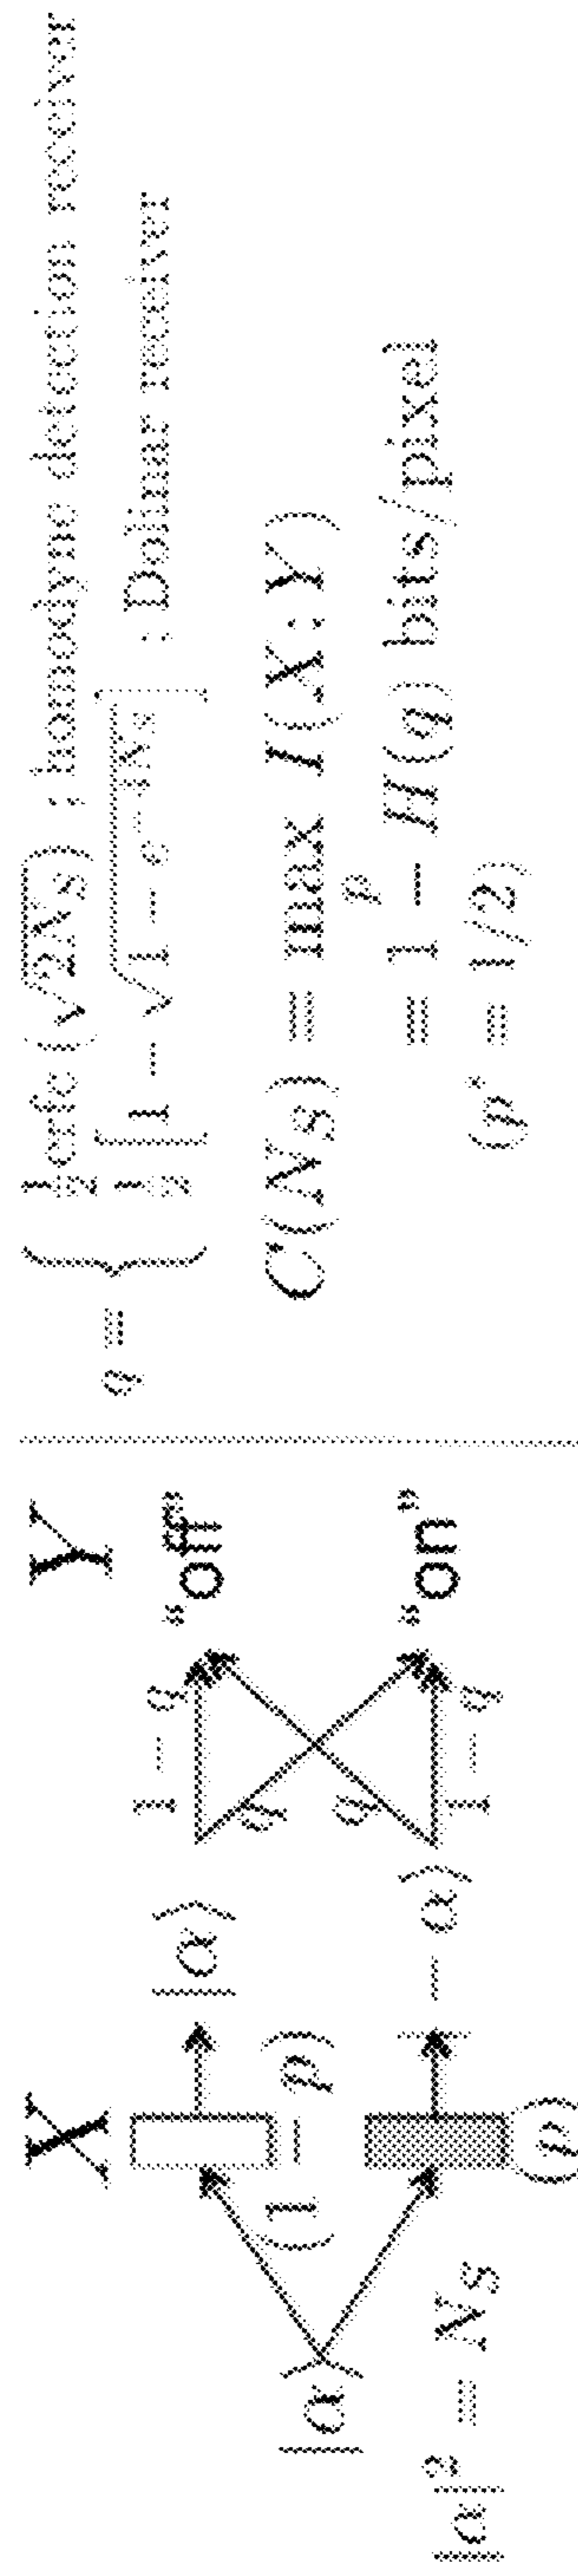 X
Y
|α⟩
|α|² = N_S
(1 − p)
|α⟩
(p)
|− α⟩
1 − q
q
q
1 − q
"off"
"on"
q = { ½erfc(√2N_S) : homodyne detection receiver
½[1 − √1 − e^−4N_S] : Dolinar receiver
C(N_S) = max_p I(X:Y)
= 1 − H(q) bits/pixel
(p* = 1/2)